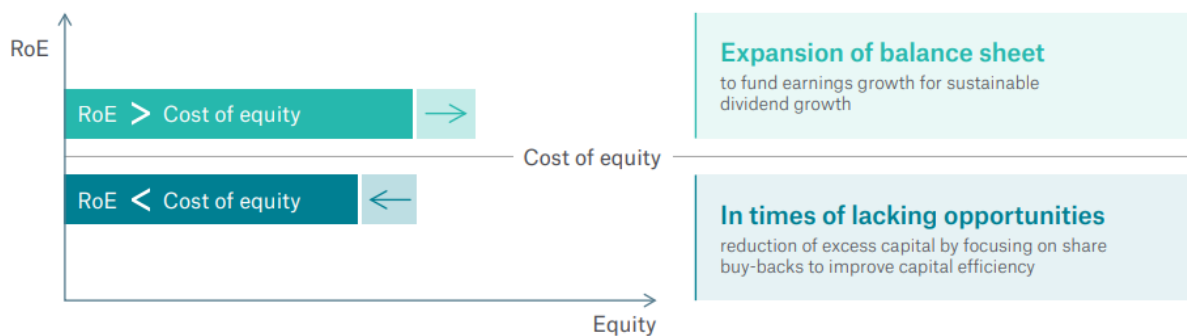 RoE
RoE > Cost of equity
Cost of equity
RoE < Cost of equity
Equity
Expansion of balance sheet
to fund earnings growth for sustainable
dividend growth
In times of lacking opportunities
reduction of excess capital by focusing on share
buy-backs to improve capital efficiency